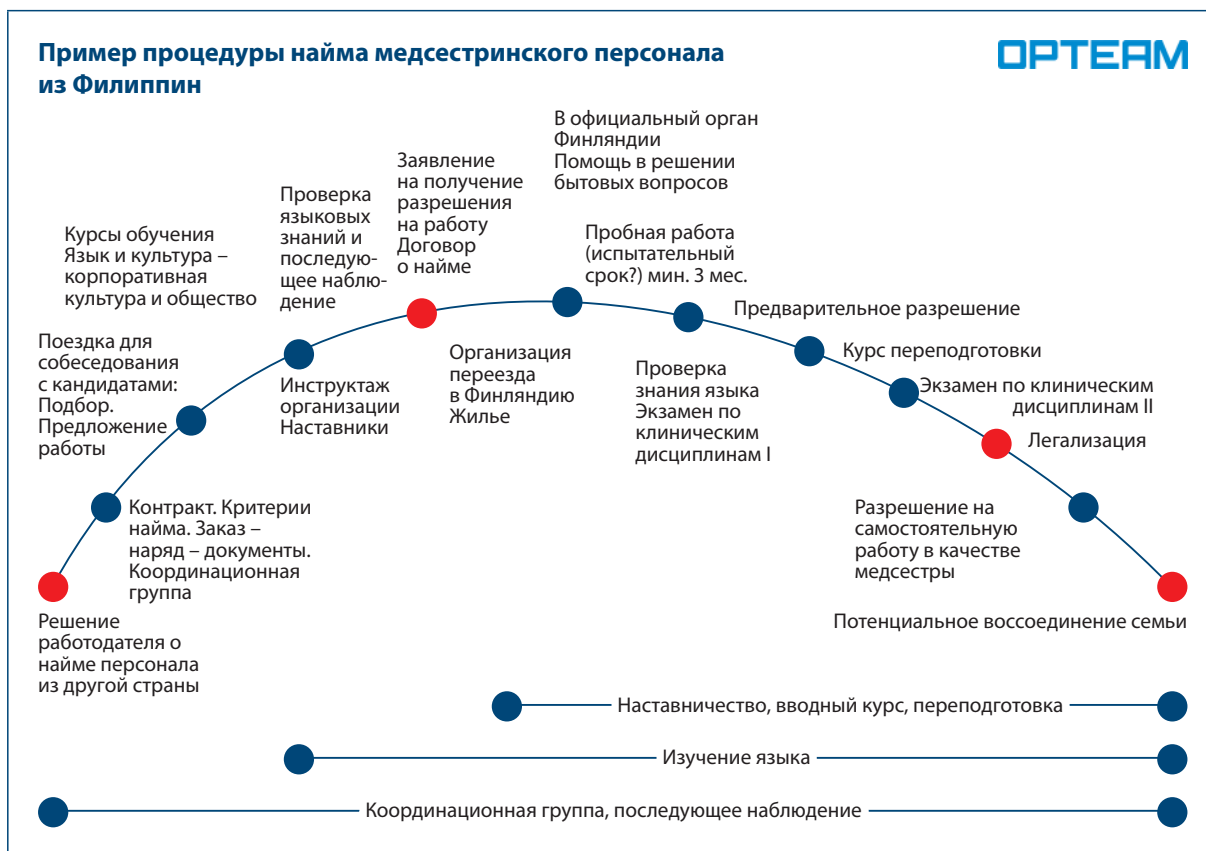 Пример процедуры найма медсестринского персонала
из Филиппин
OPTEAM
В официальный орган
Финляндии
Помощь в решении
бытовых вопросов
Заявление
на получение
разрешения
на работу
Договор
о найме
Проверка
языковых
знаний и
последую-
щее наблю-
дение
Курсы обучения
Язык и культура –
корпоративная
культура и общество
Пробная работа
(испытательный
срок?) мин. 3 мес.
Предварительное разрешение
Поездка для
собеседования
с кандидатами:
Подбор.
Предложение
работы
Инструктаж
организации
Наставники
Организация
переезда
в Финляндию
Жилье
Проверка
знания языка
Экзамен по
клиническим
дисциплинам I
Курс переподготовки
Экзамен по клиническим
дисциплинам II
Легализация
Контракт. Критерии
найма. Заказ –
наряд – документы.
Координационная
группа
Разрешение на
самостоятельную
работу в качестве
медсестры
Решение
работодателя о
найме персонала
из другой страны
Потенциальное воссоединение семьи
Наставничество, вводный курс, переподготовка
Изучение языка
Координационная группа, последующее наблюдение